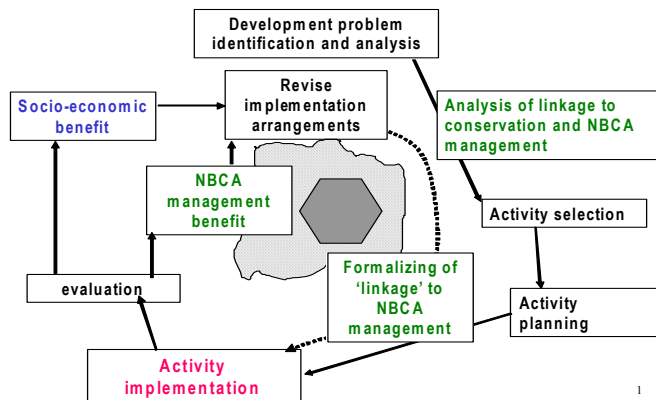 Development problem
identification and analysis
Revise
implementation
arrangements
Socio-economic
benefit
Analysis of linkage to
conservation and NBCA
management
NBCA
management
benefit
Activity selection
Formalizing of
‘linkage’ to
NBCA
management
evaluation
Activity
planning
Activity
implementation
1